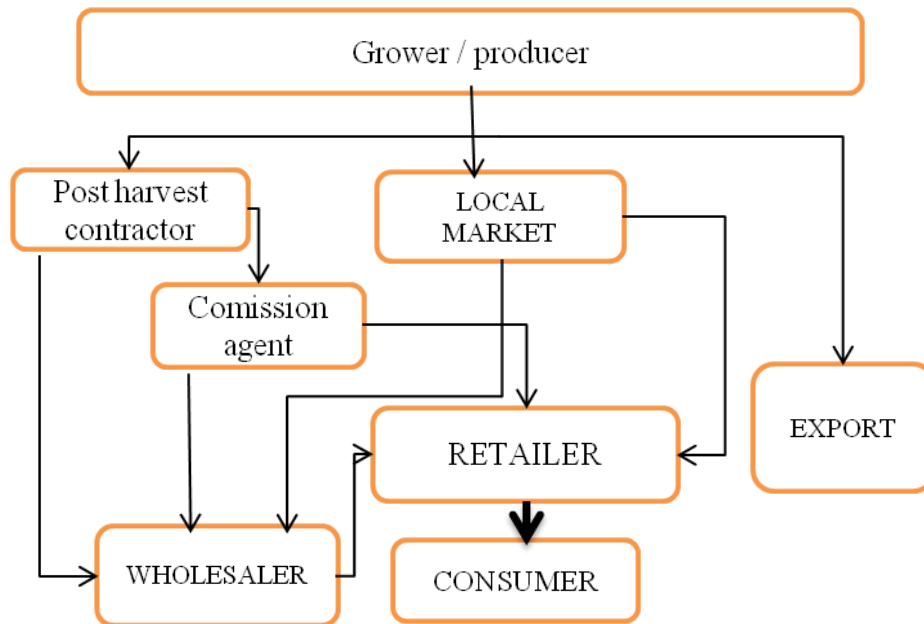 Grower / producer
Post harvest
contractor
LOCAL
MARKET
Comission
agent
RETAILER
EXPORT
WHOLESALER
CONSUMER